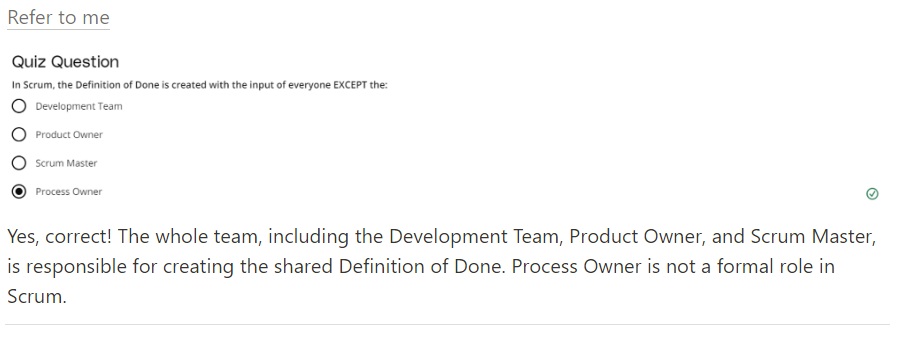 Refer to me
Quiz Question
In Scrum, the Definition of Done is created with the input of everyone EXCEPT the:
Development Team
Product Owner
Scrum Master
Process Owner
Yes, correct! The whole team, including the Development Team, Product Owner, and Scrum Master,
is responsible for creating the shared Definition of Done. Process Owner is not a formal role in
Scrum.